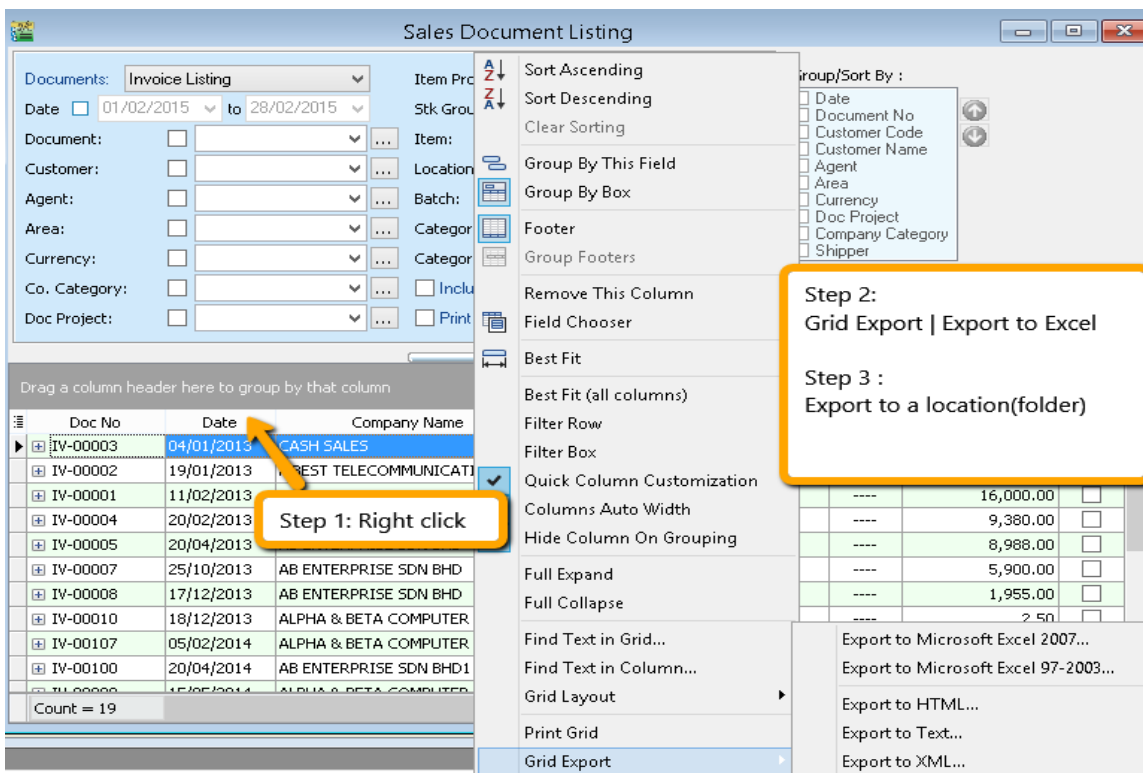 Sales Document Listing
Documents: Invoice Listing
Date 01/02/2015 to 28/02/2015
Document:
Customer:
Agent:
Area:
Currency:
Co. Category:
Doc Project:
Item Pro
Stk Grou
Item:
Location
Batch:
Categor
Categor
Inclu
Print
Group/Sort By :
Date
Document No
Customer Code
Customer Name
Agent
Area
Currency
Doc Project
Company Category
Shipper
Sort Ascending
Sort Descending
Clear Sorting
Group By This Field
Group By Box
Footer
Group Footers
Remove This Column
Field Chooser
Best Fit
Best Fit (all columns)
Filter Row
Filter Box
Quick Column Customization
Columns Auto Width
Hide Column On Grouping
Full Expand
Full Collapse
Find Text in Grid...
Find Text in Column...
Grid Layout
Print Grid
Grid Export
Export to Microsoft Excel 2007...
Export to Microsoft Excel 97-2003...
Export to HTML...
Export to Text...
Export to XML...
Step 2:
Grid Export | Export to Excel
Step 3 :
Export to a location(folder)
Step 1: Right click
Drag a column header here to group by that column
Doc No Date Company Name
IV-00003 04/01/2013 CASH SALES
IV-00002 19/01/2013 BEST TELECOMMUNICATI
IV-00001 11/02/2013 ---- 16,000.00
IV-00004 20/02/2013 ---- 9,380.00
IV-00005 20/04/2013 ---- 8,988.00
IV-00007 25/10/2013 AB ENTERPRISE SDN BHD ---- 5,900.00
IV-00008 17/12/2013 AB ENTERPRISE SDN BHD ---- 1,955.00
IV-00010 18/12/2013 ALPHA & BETA COMPUTER ---- 2.50
IV-00107 05/02/2014 ALPHA & BETA COMPUTER
IV-00100 20/04/2014 AB ENTERPRISE SDN BHD1
Count = 19